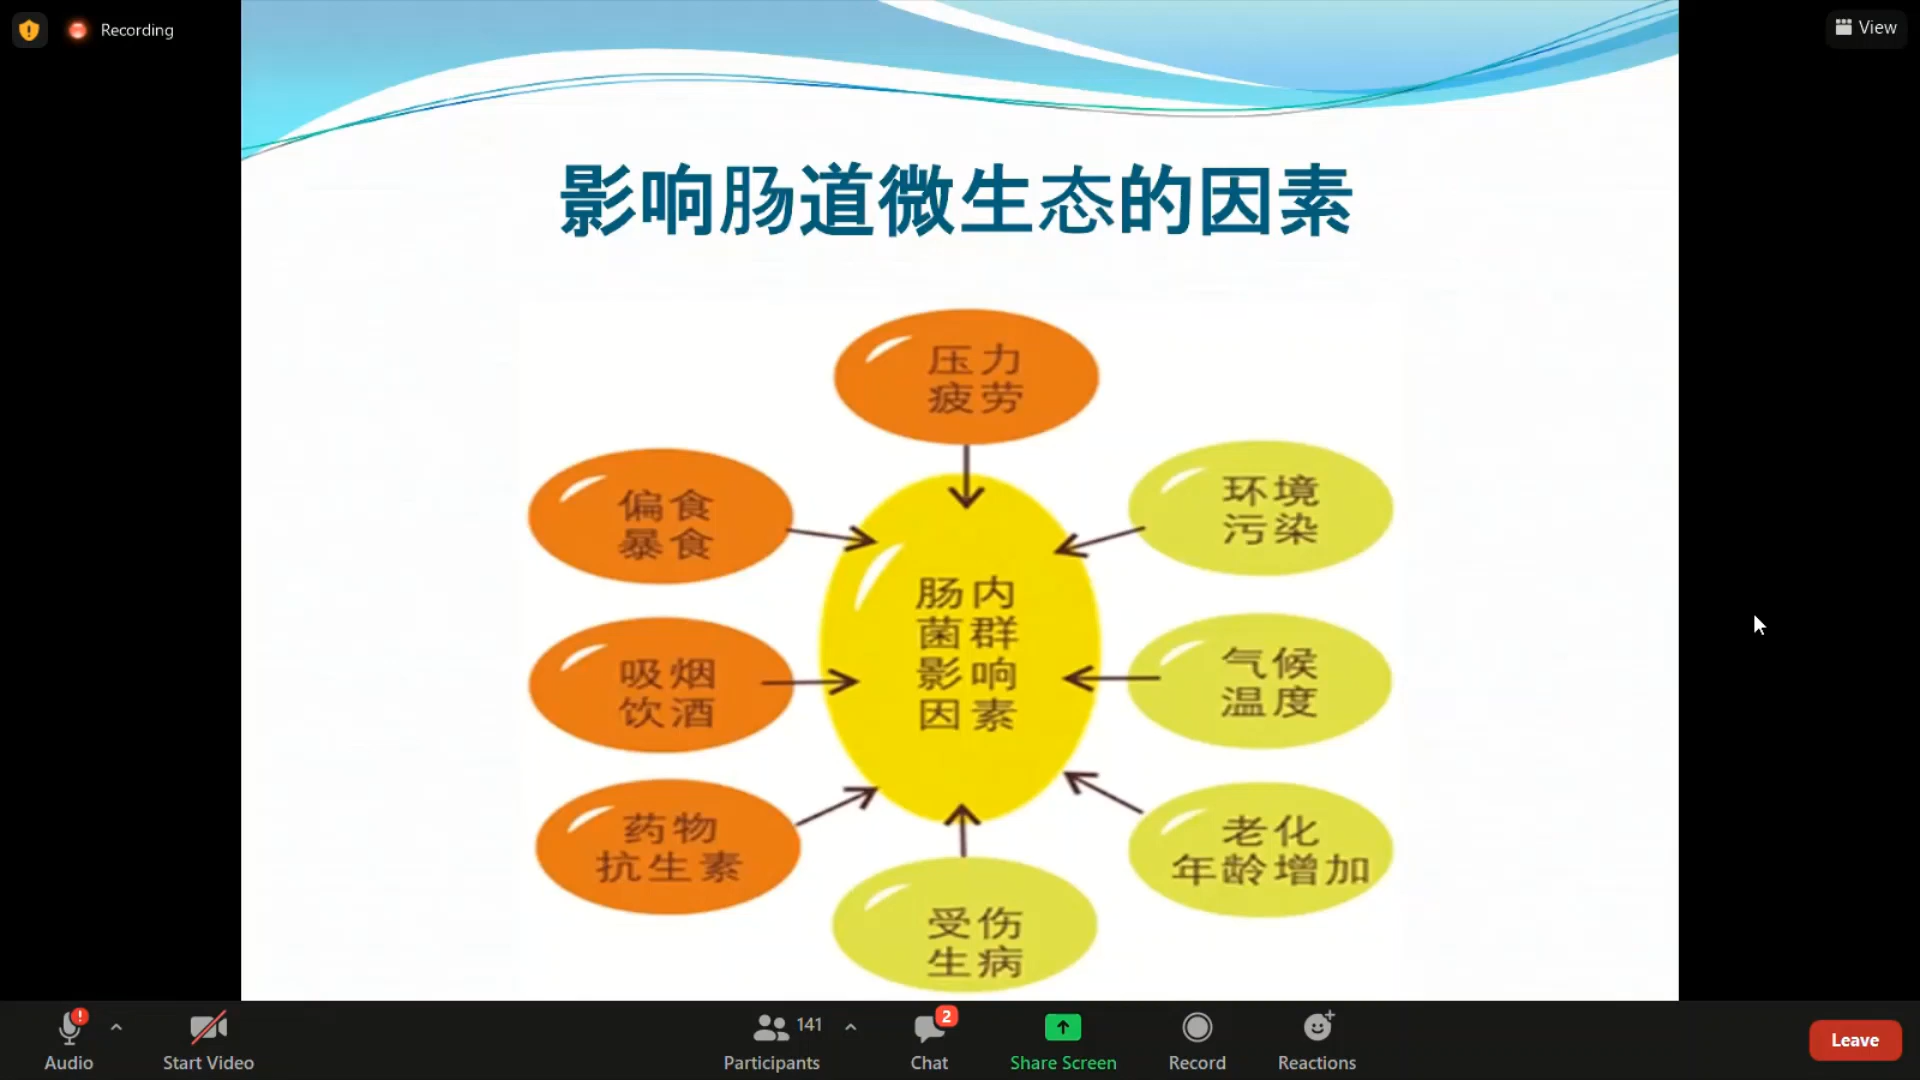 Recording
View
影响肠道微生态的因素
压力
疲劳
偏食
暴食
环境
污染
肠内
菌群
影响
因素
吸烟
饮酒
气候
温度
药物
抗生素
老化
年龄增加
受伤
生病
141
2
Audio
Start Video
Participants
Chat
Share Screen
Record
Reactions
Leave